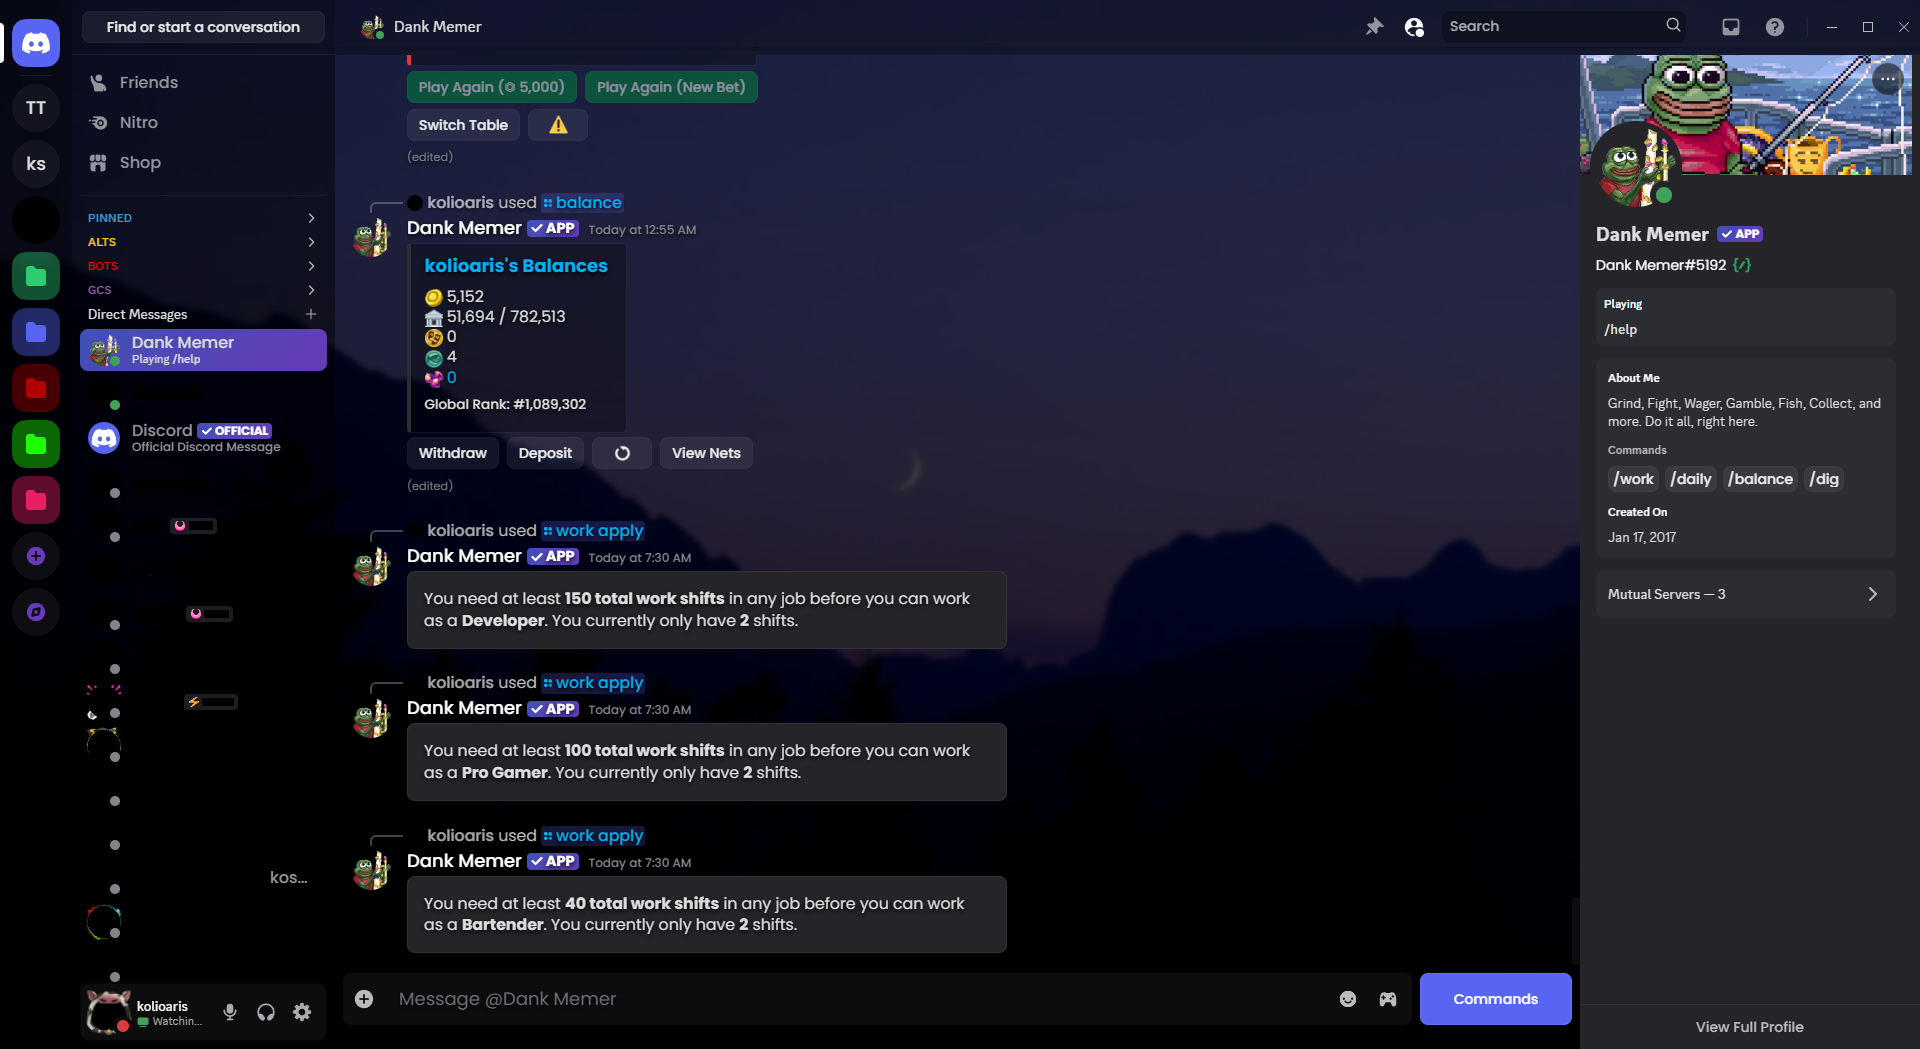 Find or start a conversation
Dank Memer
Search
TT
ks
Friends
Nitro
Shop
PINNED
ALTS
BOTS
GCS
Direct Messages
Dank Memer
Playing /help
Discord OFFICIAL
Official Discord Message
kos...
kolioaris
Watchin...
Play Again (5,000)
Play Again (New Bet)
Switch Table
(edited)
kolioaris used balance
Dank Memer APP Today at 12:55 AM
kolioaris's Balances
5,152
51,694 / 782,513
0
4
0
Global Rank: #1,089,302
Withdraw
Deposit
View Nets
(edited)
kolioaris used work apply
Dank Memer APP Today at 7:30 AM
You need at least 150 total work shifts in any job before you can work
as a Developer. You currently only have 2 shifts.
kolioaris used work apply
Dank Memer APP Today at 7:30 AM
You need at least 100 total work shifts in any job before you can work
as a Pro Gamer. You currently only have 2 shifts.
kolioaris used work apply
Dank Memer APP Today at 7:30 AM
You need at least 40 total work shifts in any job before you can work
as a Bartender. You currently only have 2 shifts.
Message @Dank Memer
Commands
Dank Memer APP
Dank Memer#5192 {/}
Playing
/help
About Me
Grind, Fight, Wager, Gamble, Fish, Collect, and
more. Do it all, right here.
Commands
/work /daily /balance /dig
Created On
Jan 17, 2017
Mutual Servers — 3
View Full Profile